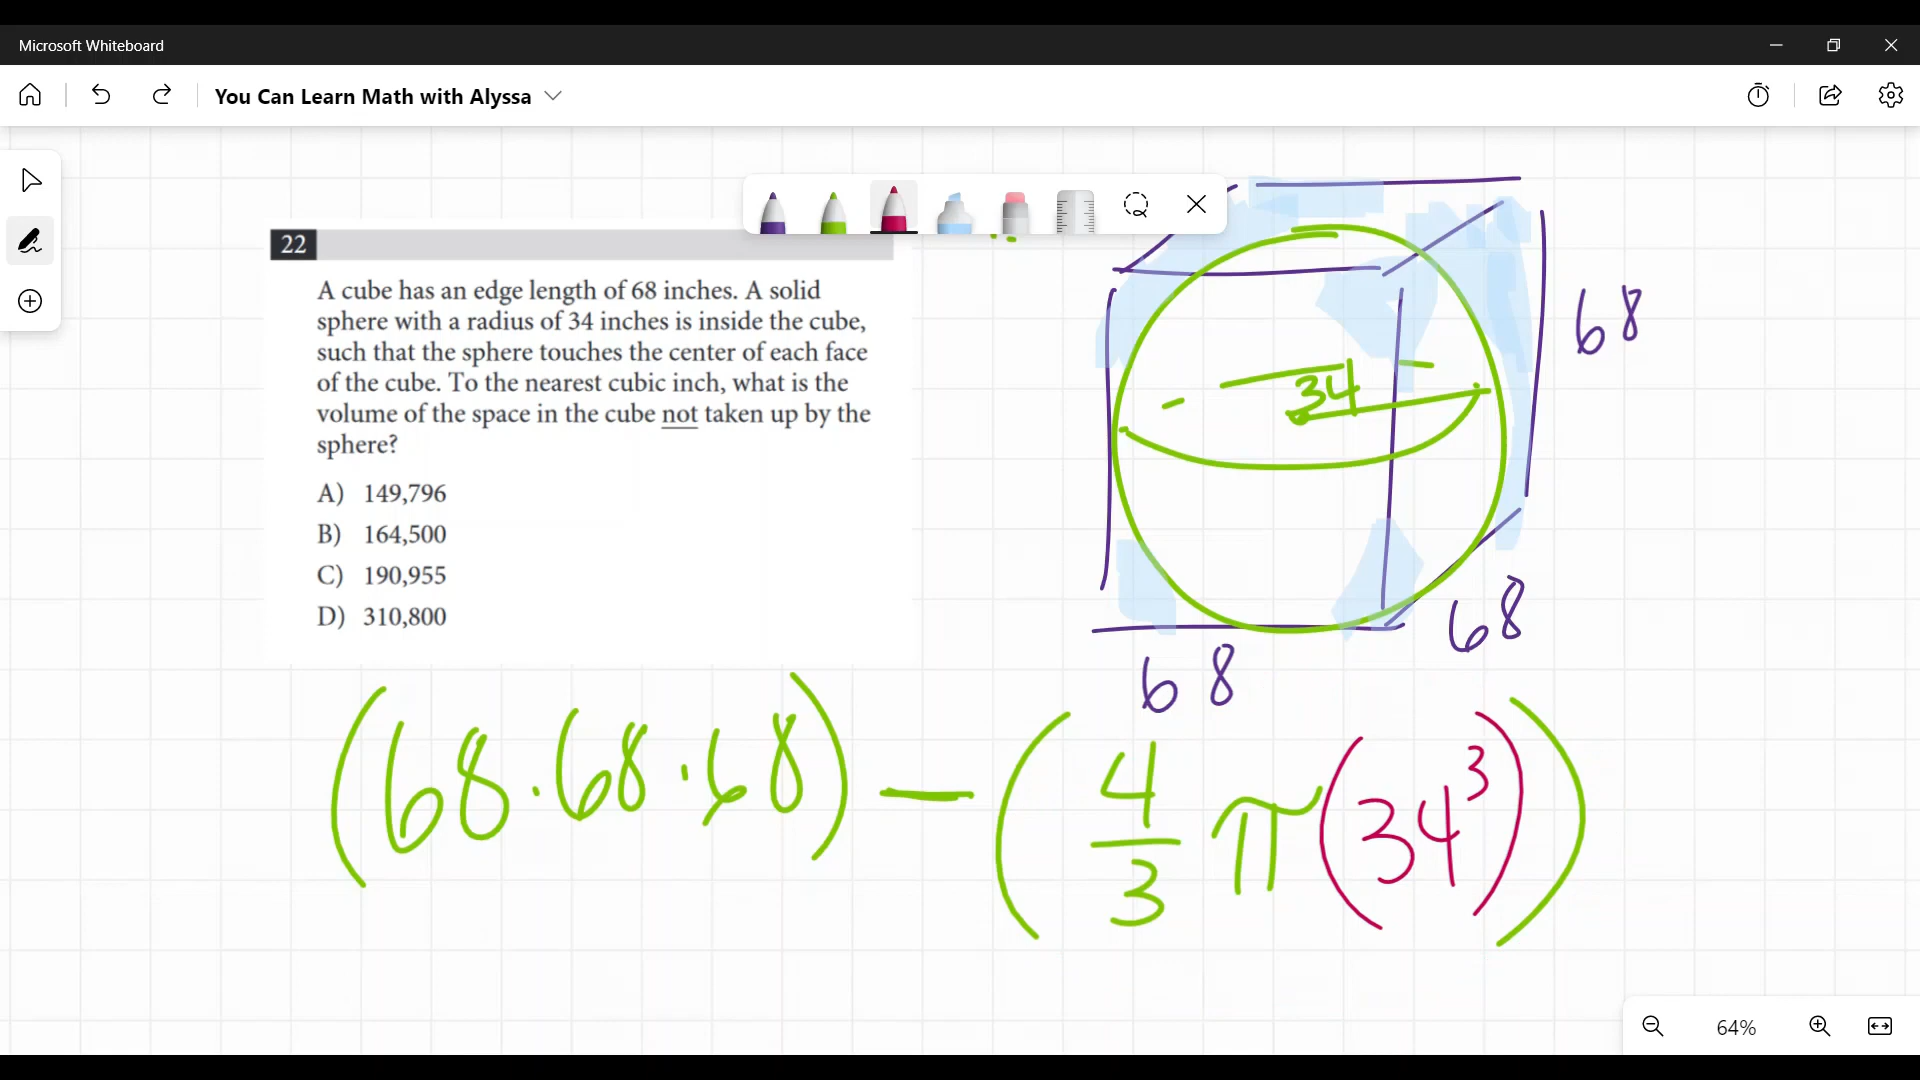 Microsoft Whiteboard
You Can Learn Math with Alyssa
22
A cube has an edge length of 68 inches. A solid
sphere with a radius of 34 inches is inside the cube,
such that the sphere touches the center of each face
of the cube. To the nearest cubic inch, what is the
volume of the space in the cube not taken up by the
sphere?
A) 149,796
B) 164,500
C) 190,955
D) 310,800
68
34
68
68
(68·68·68) — (4/3 π(34³))
64%